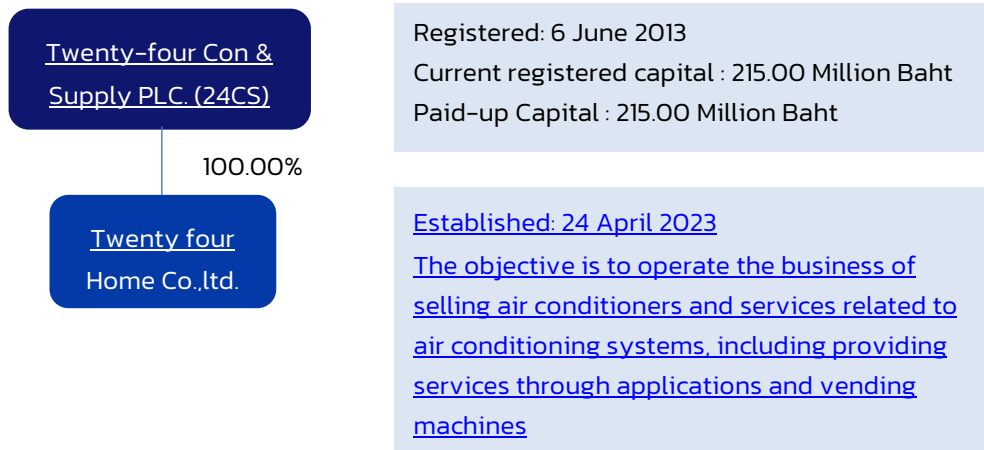 Twenty-four Con &
Supply PLC. (24CS)
Registered: 6 June 2013
Current registered capital : 215.00 Million Baht
Paid-up Capital : 215.00 Million Baht
100.00%
Twenty four
Home Co.,ltd.
Established: 24 April 2023
The objective is to operate the business of
selling air conditioners and services related to
air conditioning systems, including providing
services through applications and vending
machines